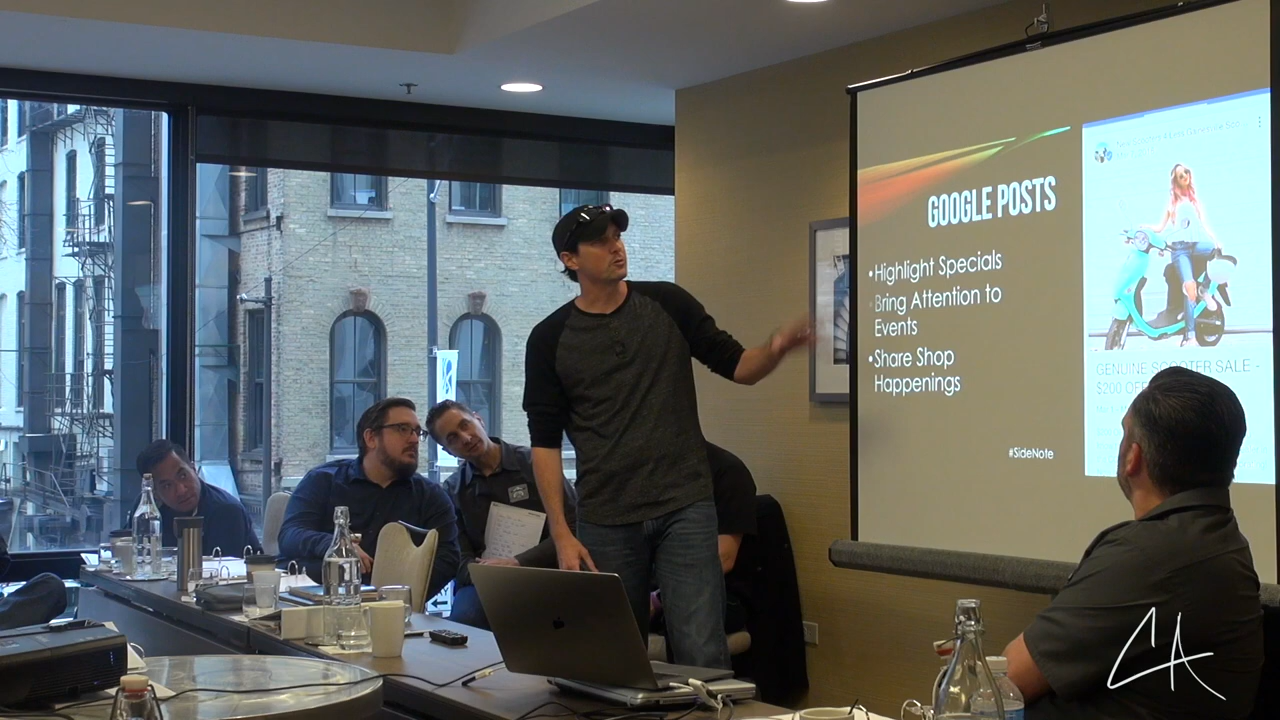 GOOGLE POSTS
•Highlight Specials
•Bring Attention to
Events
•Share Shop
Happenings
#SideNote
GENUINE SCOOTER SALE -
$200 OFF
CA